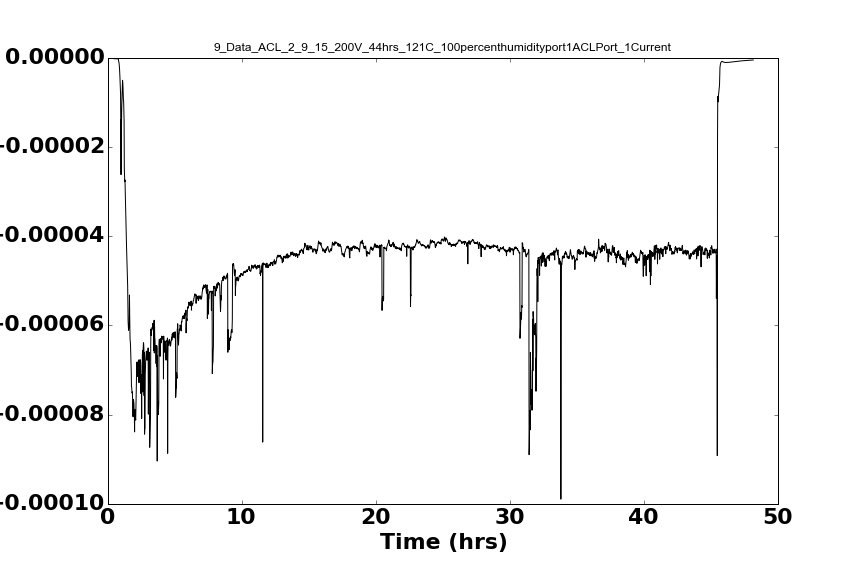 9_Data_ACL_2_9_15_200V_44hrs_121C_100percenthumidityport1ACLPort_1Current
0.00000
-0.00002
-0.00004
-0.00006
-0.00008
-0.00010
0 10 20 30 40 50
Time (hrs)